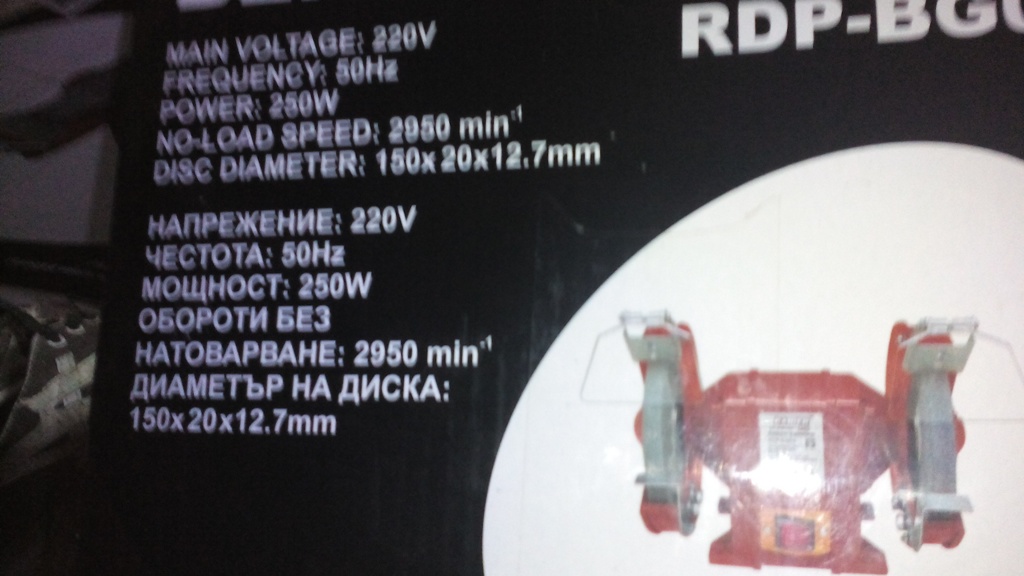 RDP-BG
MAIN VOLTAGE: 220V
FREQUENCY: 50Hz
POWER: 250W
NO-LOAD SPEED: 2950 min⁻¹
DISC DIAMETER: 150x20x12.7mm
НАПРЕЖЕНИЕ: 220V
ЧЕСТОТА: 50Hz
МОЩНОСТ: 250W
ОБОРОТИ БЕЗ
НАТОВАРВАНЕ: 2950 min⁻¹
ДИАМЕТЪР НА ДИСКА:
150x20x12.7mm